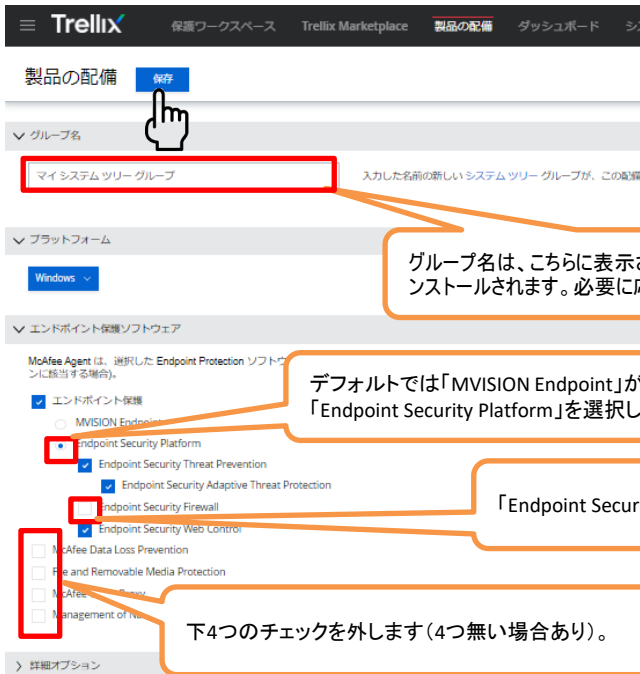 Trellix
保護ワークスペース Trellix Marketplace 製品の配備 ダッシュボード
製品の配備 保存
グループ名
マイ システム ツリー グループ
入力した名前の新しい システム ツリー グループが、この配備
プラットフォーム
グループ名は、こちらに表示
Windows
ンストールされます。必要に
エンドポイント保護ソフトウェア
McAfee Agent は、選択した Endpoint Protection ソフトウ
ンに該当する場合)。
デフォルトでは「MVISION Endpoint」が
「Endpoint Security Platform」を選択し
エンドポイント保護
MVISION Endpoint
Endpoint Security Platform
Endpoint Security Threat Prevention
Endpoint Security Adaptive Threat Protection
Endpoint Security Firewall
「Endpoint Secur
Endpoint Security Web Control
McAfee Data Loss Prevention
File and Removable Media Protection
McAfee
Management of
下4つのチェックを外します(4つ無い場合あり)。
詳細オプション